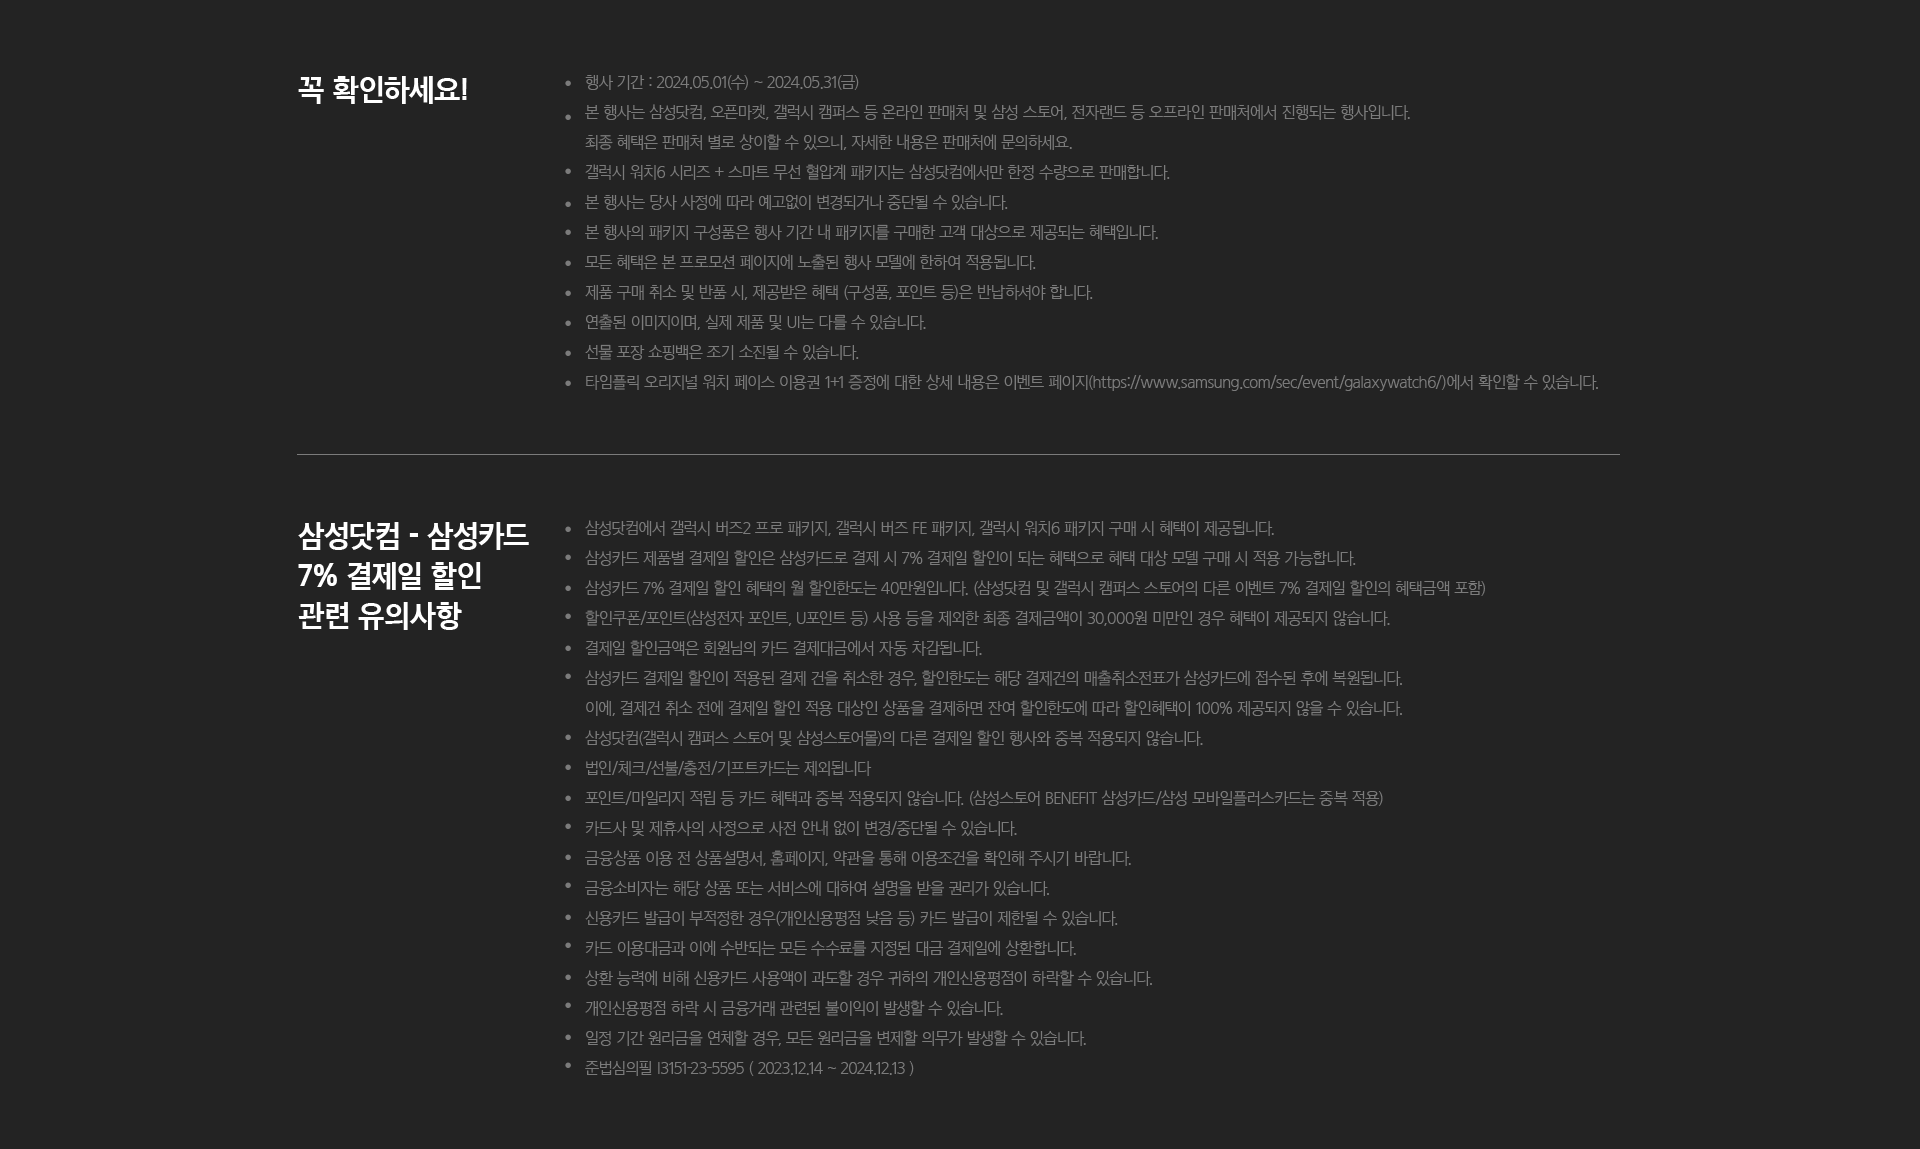 꼭 확인하세요!
• 행사 기간 : 2024.05.01(수) ~ 2024.05.31(금)
• 본 행사는 삼성닷컴, 오픈마켓, 갤럭시 캠퍼스 등 온라인 판매처 및 삼성 스토어, 전자랜드 등 오프라인 판매처에서 진행되는 행사입니다.
최종 혜택은 판매처 별로 상이할 수 있으니, 자세한 내용은 판매처에 문의하세요.
• 갤럭시 워치6 시리즈 + 스마트 무선 혈압계 패키지는 삼성닷컴에서만 한정 수량으로 판매합니다.
• 본 행사는 당사 사정에 따라 예고없이 변경되거나 중단될 수 있습니다.
• 본 행사의 패키지 구성품은 행사 기간 내 패키지를 구매한 고객 대상으로 제공되는 혜택입니다.
• 모든 혜택은 본 프로모션 페이지에 노출된 행사 모델에 한하여 적용됩니다.
• 제품 구매 취소 및 반품 시, 제공받은 혜택 (구성품, 포인트 등)은 반납하셔야 합니다.
• 연출된 이미지이며, 실제 제품 및 UI는 다를 수 있습니다.
• 선물 포장 쇼핑백은 조기 소진될 수 있습니다.
• 타임플릭 오리지널 워치 페이스 이용권 1+1 증정에 대한 상세 내용은 이벤트 페이지(https://www.samsung.com/sec/event/galaxywatch6/)에서 확인할 수 있습니다.
삼성닷컴 - 삼성카드
7% 결제일 할인
관련 유의사항
• 삼성닷컴에서 갤럭시 버즈2 프로 패키지, 갤럭시 버즈 FE 패키지, 갤럭시 워치6 패키지 구매 시 혜택이 제공됩니다.
• 삼성카드 제품별 결제일 할인은 삼성카드로 결제 시 7% 결제일 할인이 되는 혜택으로 혜택 대상 모델 구매 시 적용 가능합니다.
• 삼성카드 7% 결제일 할인 혜택의 월 할인한도는 40만원입니다. (삼성닷컴 및 갤럭시 캠퍼스 스토어의 다른 이벤트 7% 결제일 할인의 혜택금액 포함)
• 할인쿠폰/포인트(삼성전자 포인트, U포인트 등) 사용 등을 제외한 최종 결제금액이 30,000원 미만인 경우 혜택이 제공되지 않습니다.
• 결제일 할인금액은 회원님의 카드 결제대금에서 자동 차감됩니다.
• 삼성카드 결제일 할인이 적용된 결제 건을 취소한 경우, 할인한도는 해당 결제건의 매출취소전표가 삼성카드에 접수된 후에 복원됩니다.
이에, 결제건 취소 전에 결제일 할인 적용 대상인 상품을 결제하면 잔여 할인한도에 따라 할인혜택이 100% 제공되지 않을 수 있습니다.
• 삼성닷컴(갤럭시 캠퍼스 스토어 및 삼성스토어몰)의 다른 결제일 할인 행사와 중복 적용되지 않습니다.
• 법인/체크/선불/충전/기프트카드는 제외됩니다
• 포인트/마일리지 적립 등 카드 혜택과 중복 적용되지 않습니다. (삼성스토어 BENEFIT 삼성카드/삼성 모바일플러스카드는 중복 적용)
• 카드사 및 제휴사의 사정으로 사전 안내 없이 변경/중단될 수 있습니다.
• 금융상품 이용 전 상품설명서, 홈페이지, 약관을 통해 이용조건을 확인해 주시기 바랍니다.
• 금융소비자는 해당 상품 또는 서비스에 대하여 설명을 받을 권리가 있습니다.
• 신용카드 발급이 부적정한 경우(개인신용평점 낮음 등) 카드 발급이 제한될 수 있습니다.
• 카드 이용대금과 이에 수반되는 모든 수수료를 지정된 대금 결제일에 상환합니다.
• 상환 능력에 비해 신용카드 사용액이 과도할 경우 귀하의 개인신용평점이 하락할 수 있습니다.
• 개인신용평점 하락 시 금융거래 관련된 불이익이 발생할 수 있습니다.
• 일정 기간 원리금을 연체할 경우, 모든 원리금을 변제할 의무가 발생할 수 있습니다.
• 준법심의필 I3151-23-5595 ( 2023.12.14 ~ 2024.12.13 )